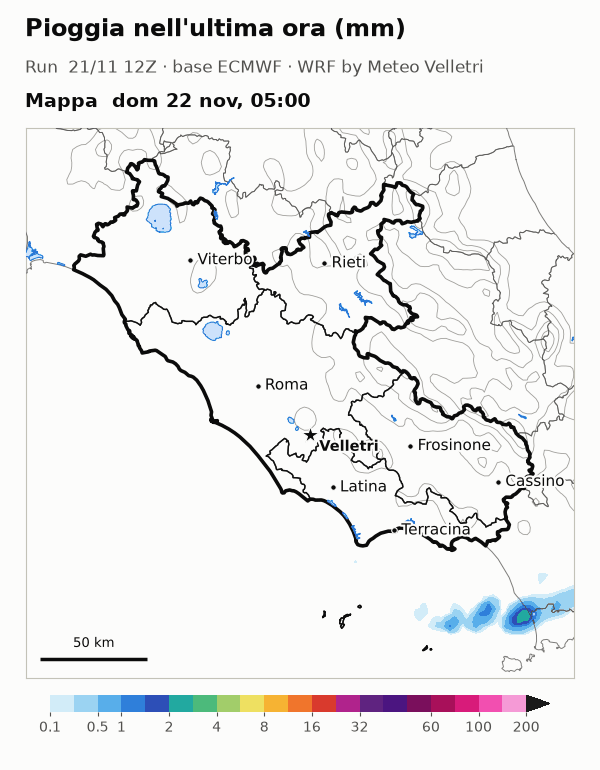 Pioggia nell'ultima ora (mm)
Run  21/11 12Z · base ECMWF · WRF by Meteo Velletri
Mappa  dom 22 nov, 05:00
Viterbo
Rieti
Roma
Velletri
Frosinone
Latina
Cassino
Terracina
50 km
0.1 0.5 1 2 4 8 16 32 60 100 200